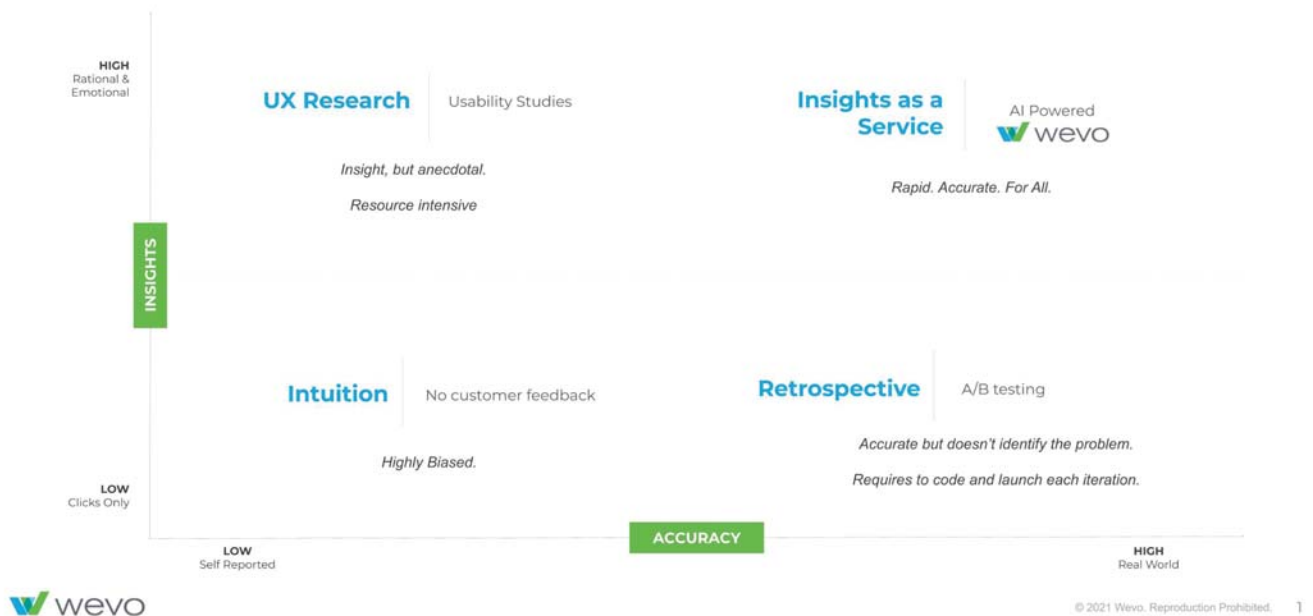 HIGH
Rational &
Emotional
UX Research
Usability Studies
Insight, but anecdotal.
Resource intensive
Insights as a
Service
AI Powered
wevo
Rapid. Accurate. For All.
INSIGHTS
Intuition
No customer feedback
Highly Biased.
Retrospective
A/B testing
Accurate but doesn't identify the problem.
Requires to code and launch each iteration.
LOW
Clicks Only
LOW
Self Reported
ACCURACY
HIGH
Real World
wevo
© 2021 Wevo. Reproduction Prohibited. 1